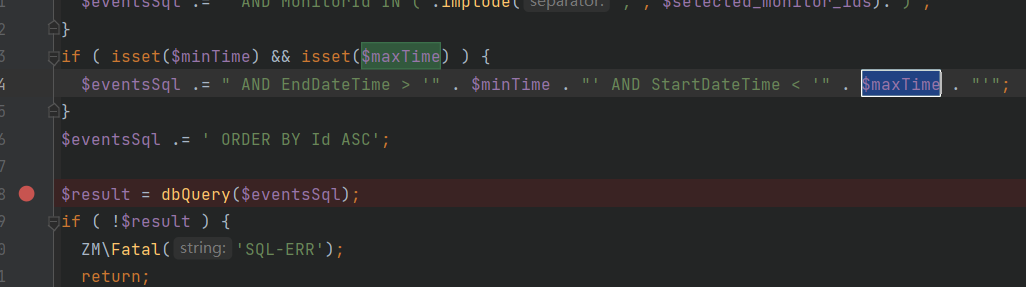 $eventsSql .= ' AND MonitorId IN ('.implode( separator: ',', $selected_monitor_ids).')';
2 }
3 if ( isset($minTime) && isset($maxTime) ) {
4 $eventsSql .= " AND EndDateTime > '" . $minTime . "' AND StartDateTime < '" . $maxTime . "'";
5 }
6 $eventsSql .= ' ORDER BY Id ASC';
7
8 $result = dbQuery($eventsSql);
9 if ( !$result ) {
0 ZM\Fatal( string: 'SQL-ERR');
1 return;